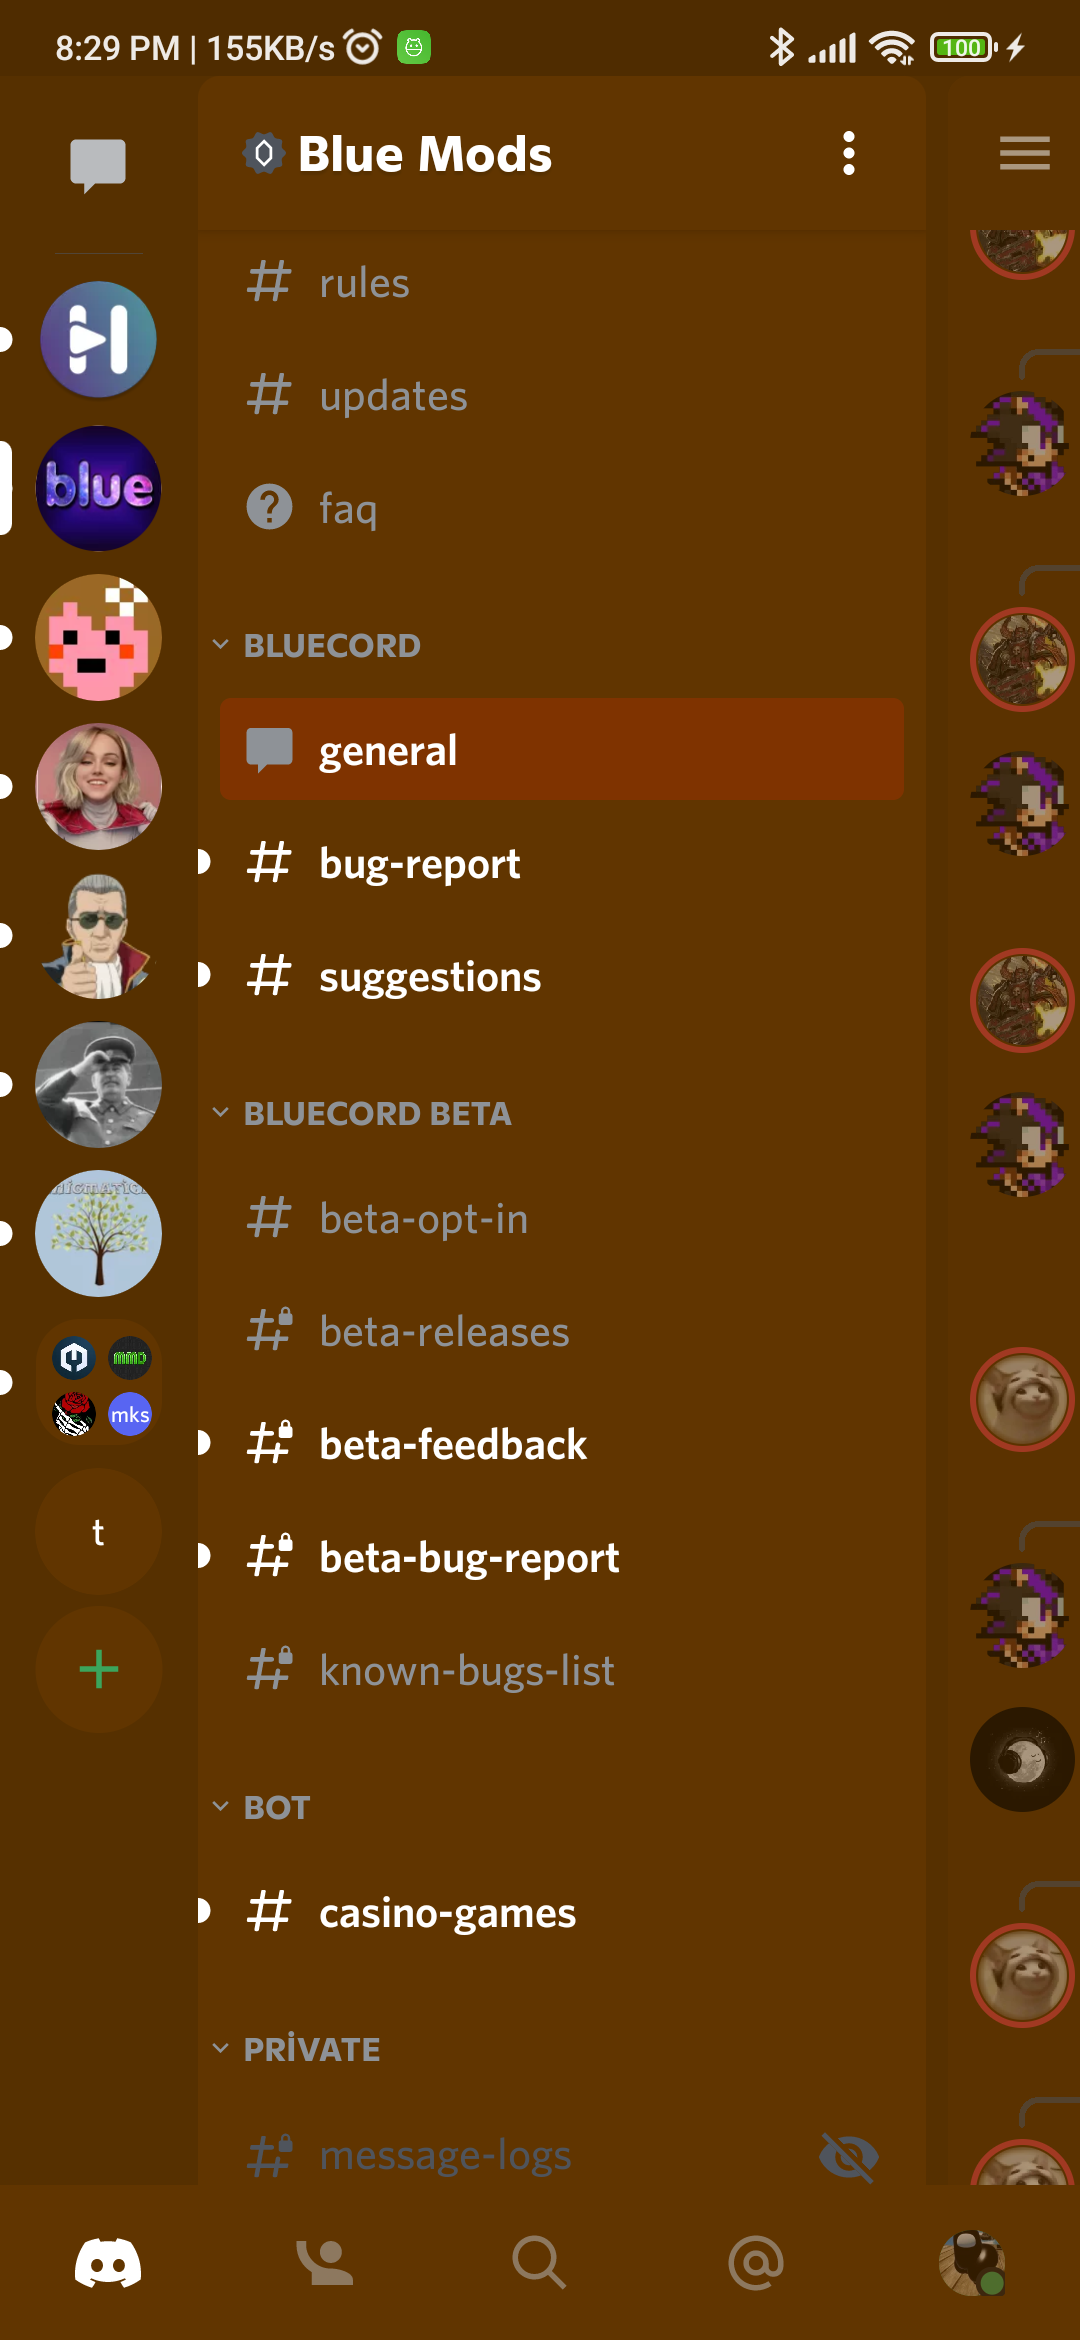 8:29 PM | 155KB/s
100
Blue Mods
rules
updates
faq
blue
BLUECORD
general
bug-report
suggestions
BLUECORD BETA
beta-opt-in
beta-releases
MMD
beta-feedback
mks
t
beta-bug-report
known-bugs-list
BOT
casino-games
PRİVATE
message-logs